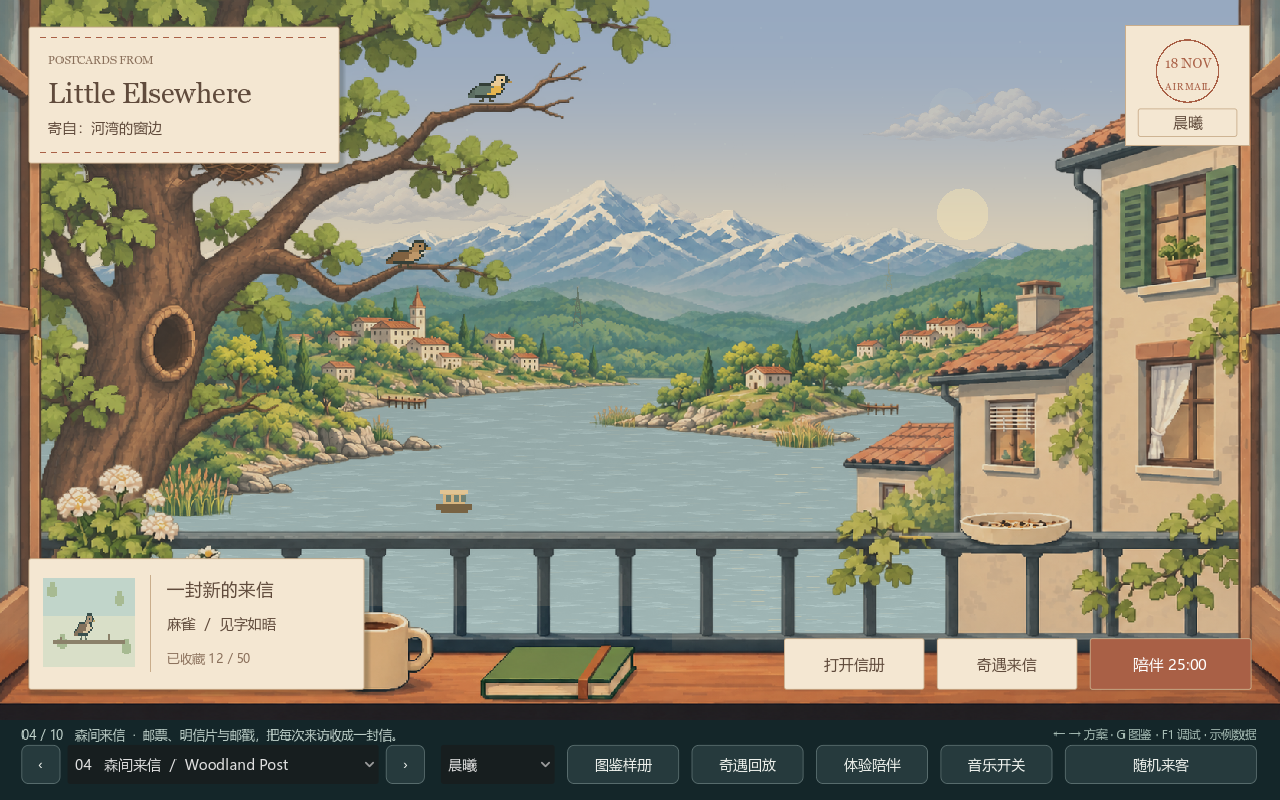 POSTCARDS FROM
Little Elsewhere
寄自：河湾的窗边
18 NOV
AIRMAIL
晨曦
一封新的来信
麻雀 / 见字如晤
已收藏 12 / 50
打开信册
奇遇来信
陪伴 25:00
04 / 10 森间来信 · 邮票、明信片与邮戳，把每次来访收成一封信。
←→ 方案 · G 图鉴 · F1 调试 · 示例数据
‹
04 森间来信 / Woodland Post
›
晨曦
图鉴样册
奇遇回放
体验陪伴
音乐开关
随机来客